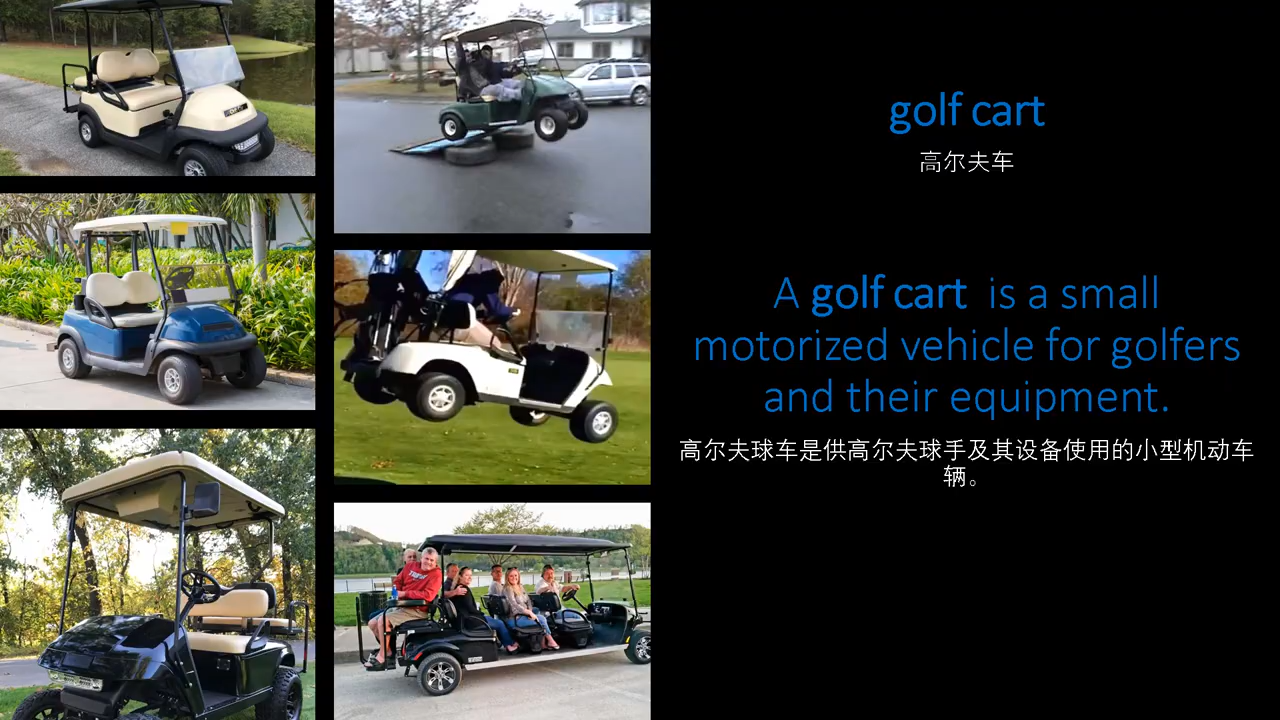 golf cart
高尔夫车
A golf cart is a small
motorized vehicle for golfers
and their equipment.
高尔夫球车是供高尔夫球手及其设备使用的小型机动车
辆。